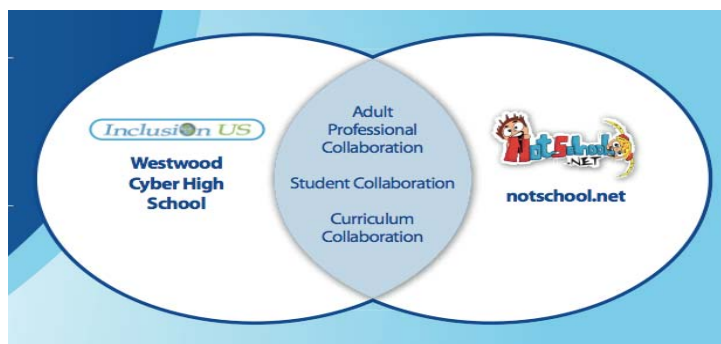 Inclusion US
Westwood
Cyber High
School
Adult
Professional
Collaboration
Student Collaboration
Curriculum
Collaboration
NotSchool
.NET
notschool.net